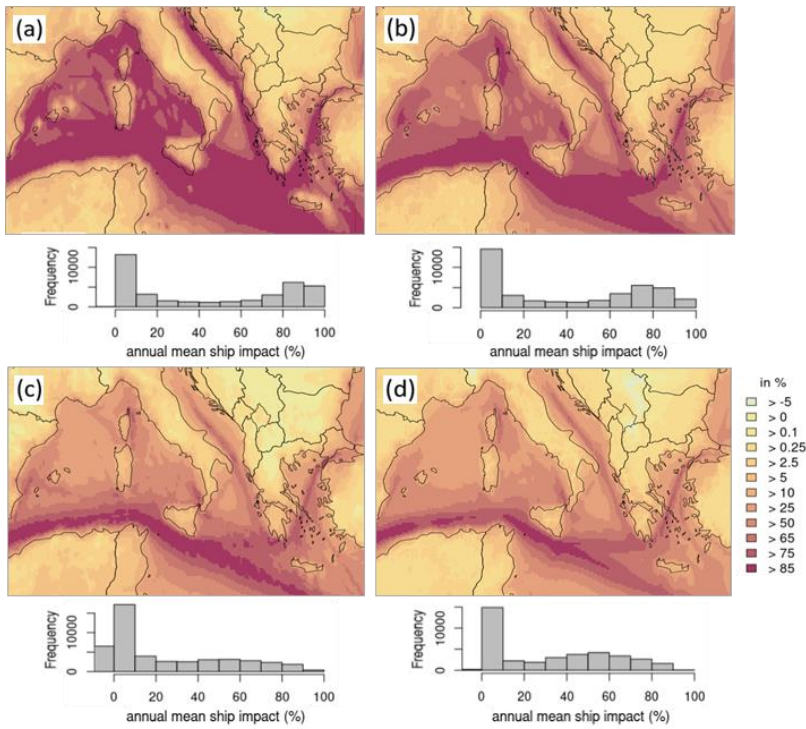 (a)
(b)
Frequency
0 10000
0 20 40 60 80 100
annual mean ship impact (%)
Frequency
0 10000
0 20 40 60 80 100
annual mean ship impact (%)
(c)
(d)
in %
> -5
> 0
> 0.1
> 0.25
> 2.5
> 5
> 10
> 25
> 50
> 65
> 75
> 85
Frequency
0 10000
0 20 40 60 80 100
annual mean ship impact (%)
Frequency
0 10000
0 20 40 60 80 100
annual mean ship impact (%)